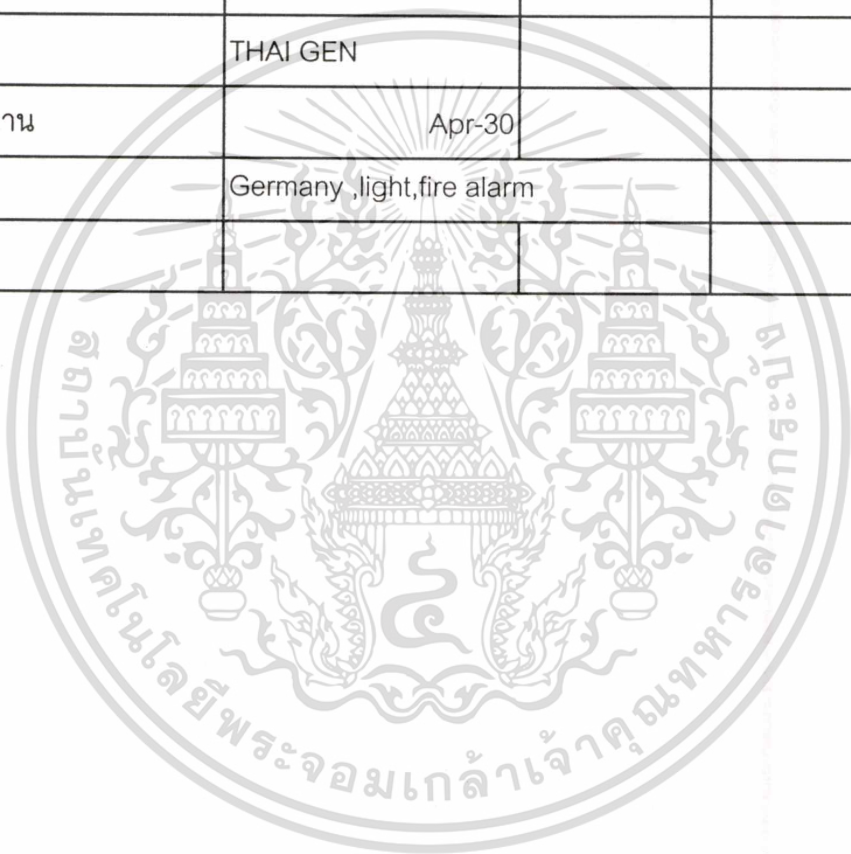 THAI GEN
าน Apr-30
Germany ,light,fire alarm
สถาบันเทคโนโลยีพระจอมเกล้าเจ้าคุณทหารลาดกระบัง